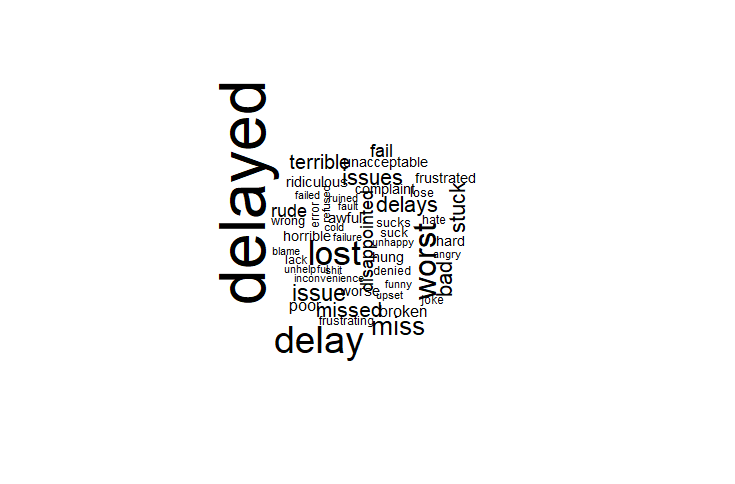 delayed
fail
terrible
unacceptable
issues
frustrated
ridiculous
complaint
lose
failed
ruined
refused
delays
stuck
fault
rude
error
awful
wrong
sucks
hate
cold
suck
horrible
failure
disappointed
unhappy
worst
hard
blame
lost
lack
hung
angry
unhelpful
shit
denied
bad
inconvenience
funny
issue
worse
upset
joke
poor
missed
broken
frustrating
miss
delay